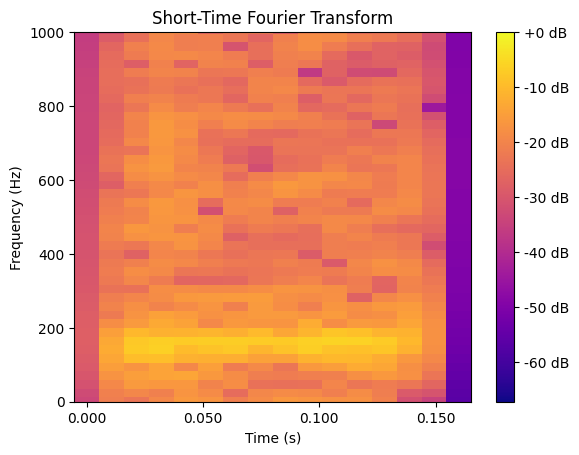 Short-Time Fourier Transform
1000
800
600
400
200
0
Frequency (Hz)
0.000
0.050
0.100
0.150
Time (s)
+0 dB
-10 dB
-20 dB
-30 dB
-40 dB
-50 dB
-60 dB